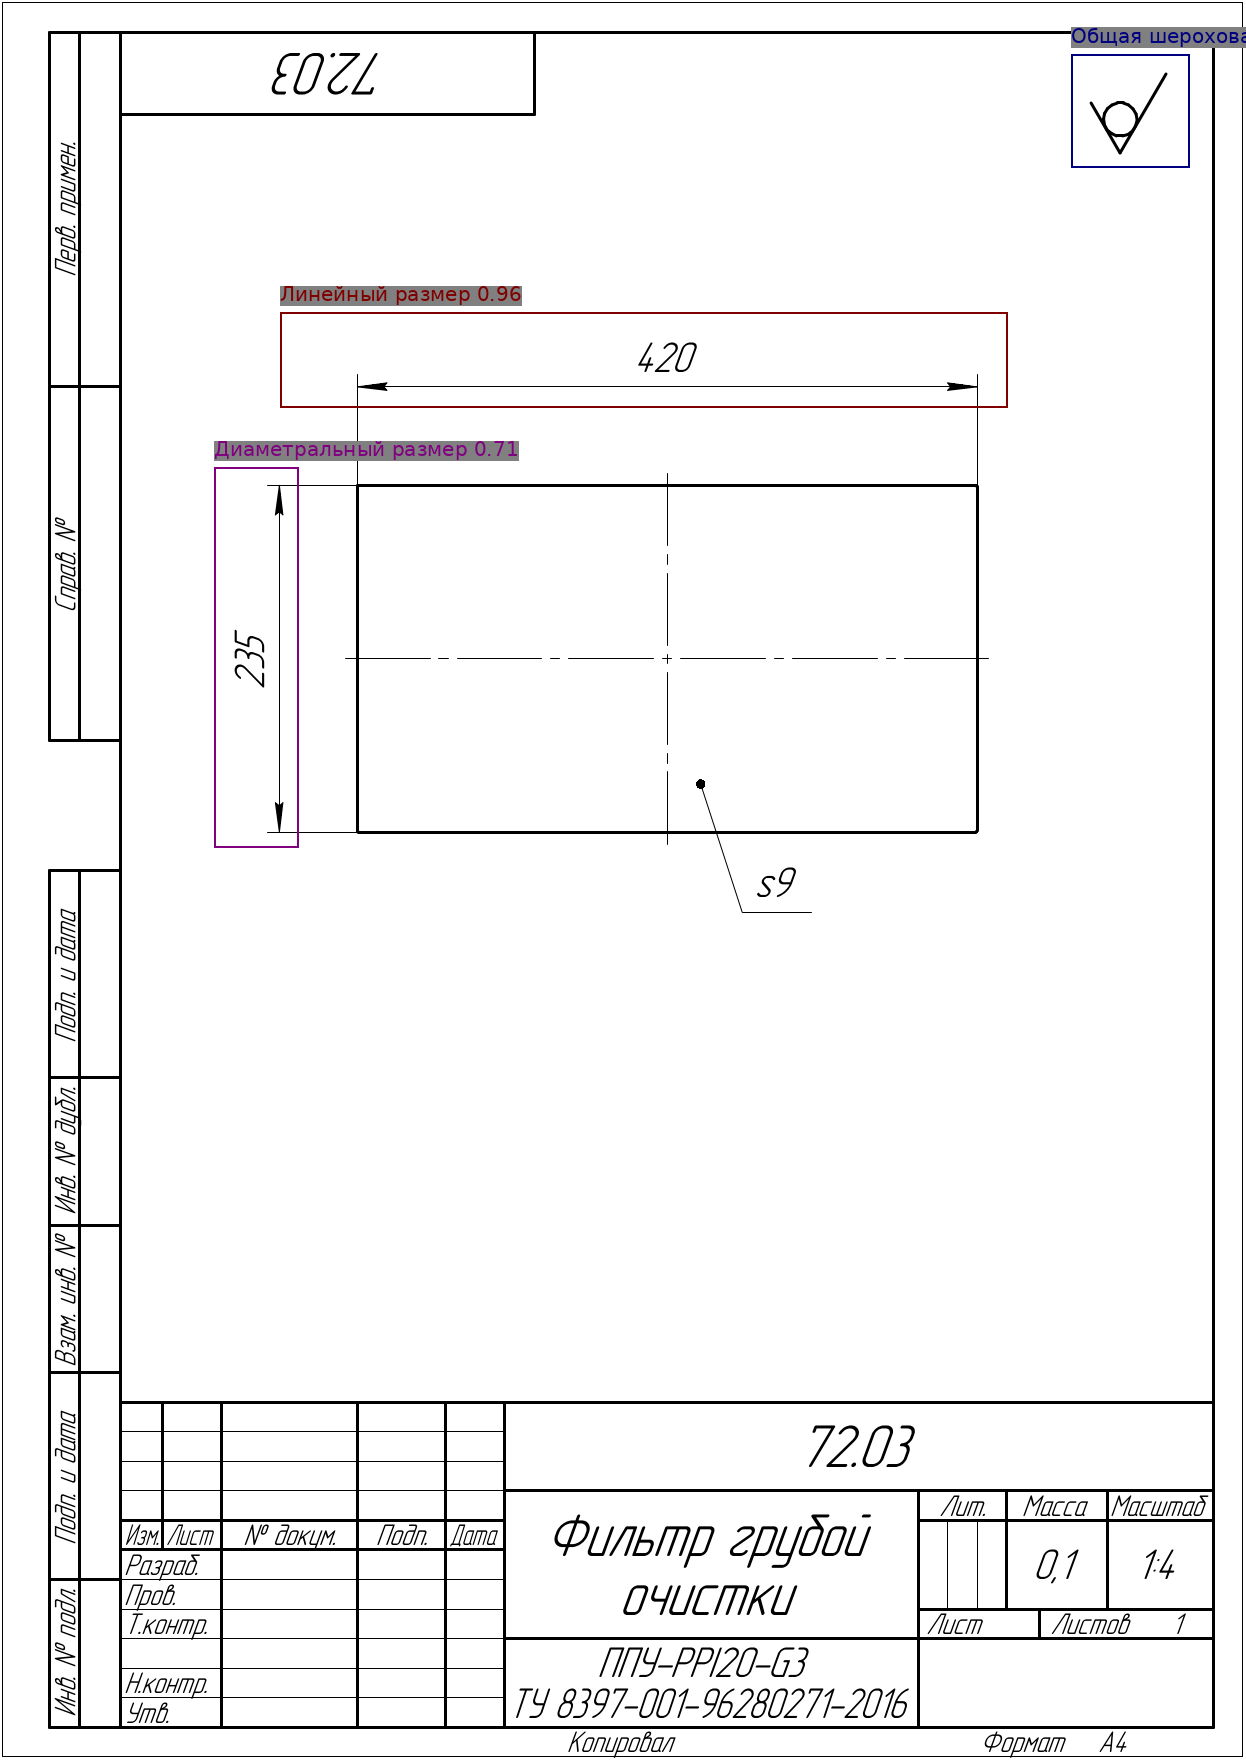 72.03
Общая шерохова
Перв. примен.
Линейный размер 0.96
420
Диаметральный размер 0.71
Справ. №
235
s9
Подп. и дата
Инв. № дубл.
Взам. инв. №
Подп. и дата
Инв. № подл.
72.03
Изм. Лист № докум. Подп. Дата
Разраб.
Пров.
Т.контр.
Н.контр.
Утв.
Фильтр грубой
очистки
Лит. Масса Масштаб
0,1 1:4
Лист Листов 1
ППУ-PPI20-G3
ТУ 8397-001-96280271-2016
Копировал Формат А4